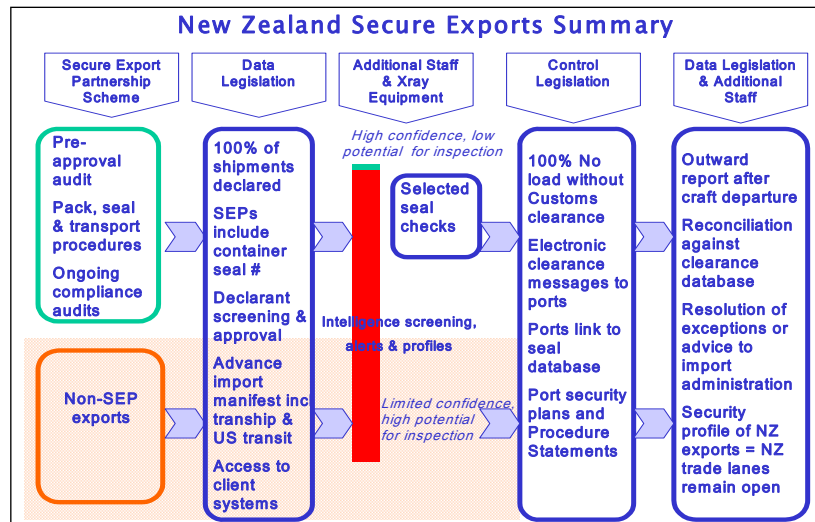 New Zealand Secure Exports Summary
Secure Export
Partnership
Scheme
Data
Legislation
Additional Staff
& Xray
Equipment
Control
Legislation
Data Legislation
& Additional
Staff
Pre-
approval
audit
Pack, seal
& transport
procedures
Ongoing
compliance
audits
Non-SEP
exports
100% of
shipments
declared
SEPs
include
container
seal #
Declarant
screening &
approval
Advance
import
manifest incl
tranship &
US transit
Access to
client
systems
High confidence, low
potential for inspection
Selected
seal
checks
Intelligence screening,
alerts & profiles
Limited confidence,
high potential
for inspection
100% No
load without
Customs
clearance
Electronic
clearance
messages to
ports
Ports link to
seal
database
Port security
plans and
Procedure
Statements
Outward
report after
craft departure
Reconciliation
against
clearance
database
Resolution of
exceptions or
advice to
import
administration
Security
profile of NZ
exports = NZ
trade lanes
remain open